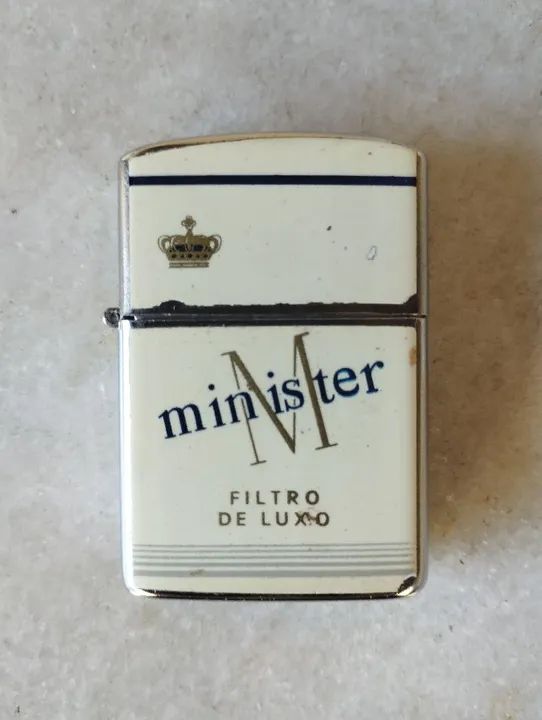 minister
M
FILTRO
DE LUXO